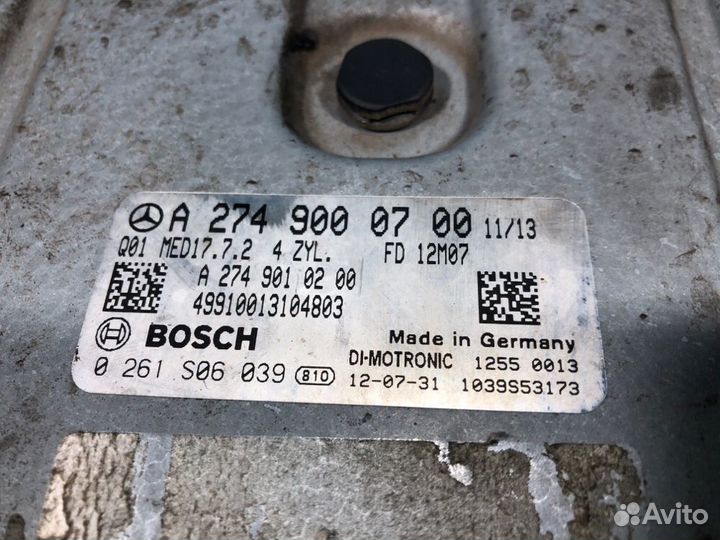 A 274 900 07 00 11/13
Q01 MED17.7.2 4 ZYL. FD 12M07
A 274 901 02 00
49910013104803
BOSCH Made in Germany
DI-MOTRONIC 1255 0013
0 261 S06 039 810 12-07-31 1039S53173
Avito